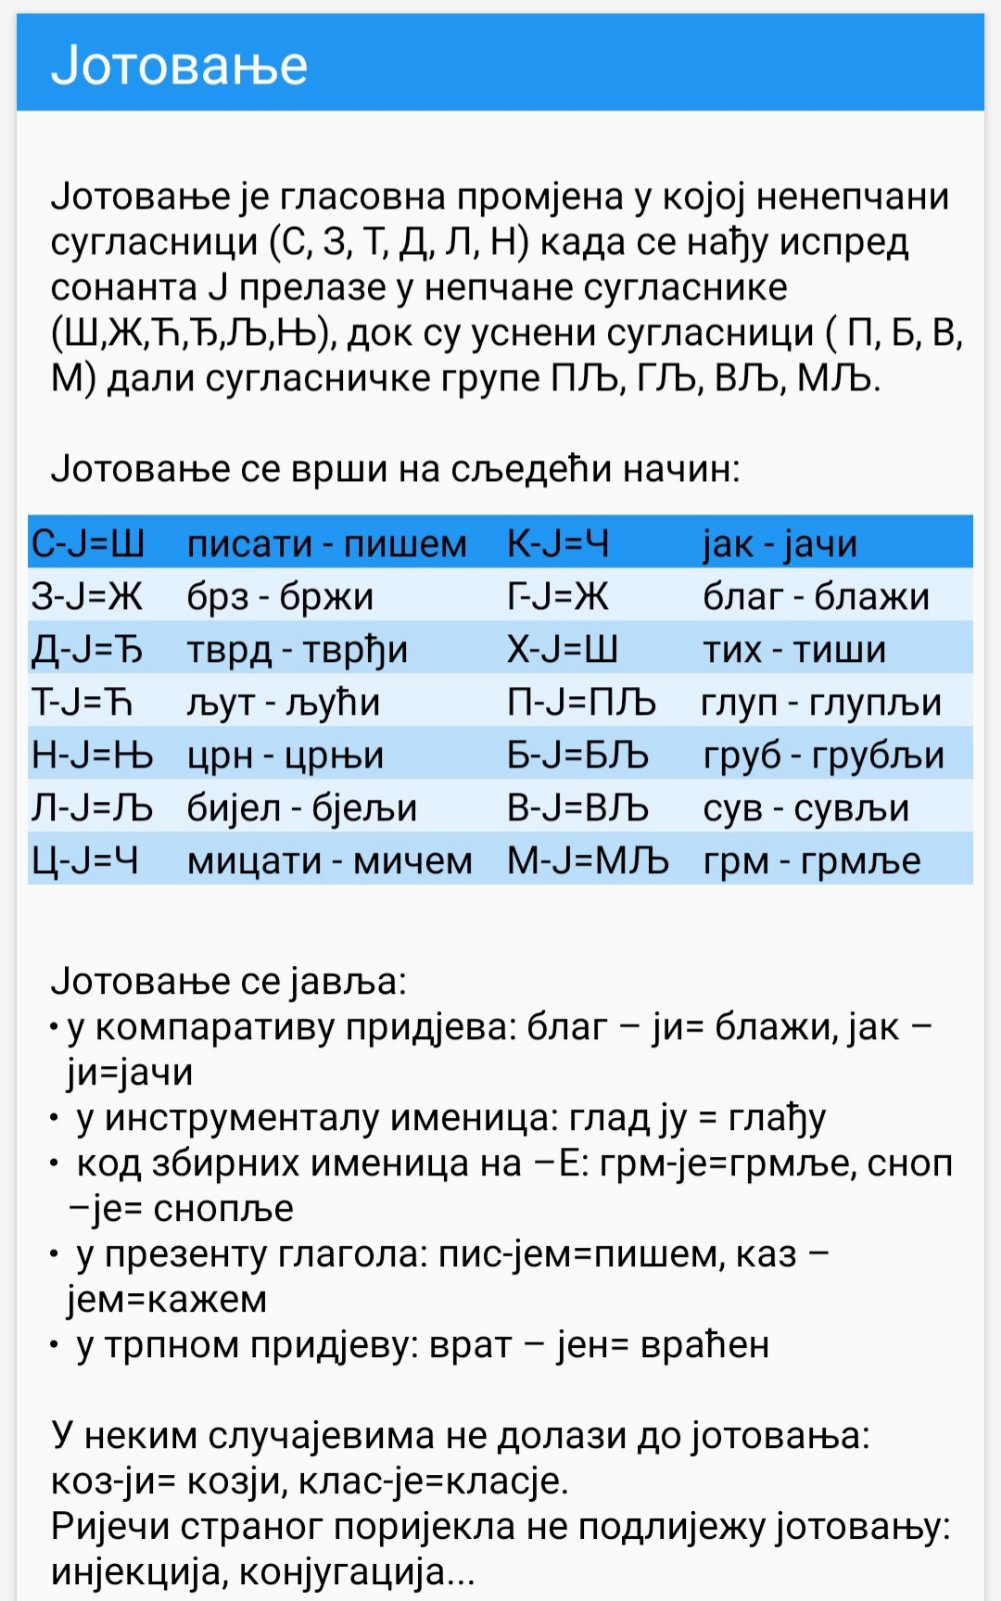 Јотовање
Јотовање је гласовна промјена у којој ненепчани
сугласници (С, З, Т, Д, Л, Н) када се нађу испред
сонанта Ј прелазе у непчане сугласнике
(Ш,Ж,Ћ,Ђ,Љ,Њ), док су уснени сугласници ( П, Б, В,
М) дали сугласничке групе ПЉ, ГЉ, ВЉ, МЉ.
Јотовање се врши на сљедећи начин:
С-Ј=Ш писати - пишем К-Ј=Ч јак - јачи
З-Ј=Ж брз - бржи Г-Ј=Ж благ - блажи
Д-Ј=Ђ тврд - тврђи Х-Ј=Ш тих - тиши
Т-Ј=Ћ љут - љући П-Ј=ПЉ глуп - глупљи
Н-Ј=Њ црн - црњи Б-Ј=БЉ груб - грубљи
Л-Ј=Љ бијел - бјељи В-Ј=ВЉ сув - сувљи
Ц-Ј=Ч мицати - мичем М-Ј=МЉ грм - грмље
Јотовање се јавља:
• у компаративу придјева: благ – ји= блажи, јак –
ји=јачи
• у инструменталу именица: глад ју = глађу
• код збирних именица на –Е: грм-је=грмље, сноп
–је= снопље
• у презенту глагола: пис-јем=пишем, каз –
јем=кажем
• у трпном придјеву: врат – јен= враћен
У неким случајевима не долази до јотовања:
коз-ји= козји, клас-је=класје.
Ријечи страног поријекла не подлијежу јотовању:
инјекција, конјугација...